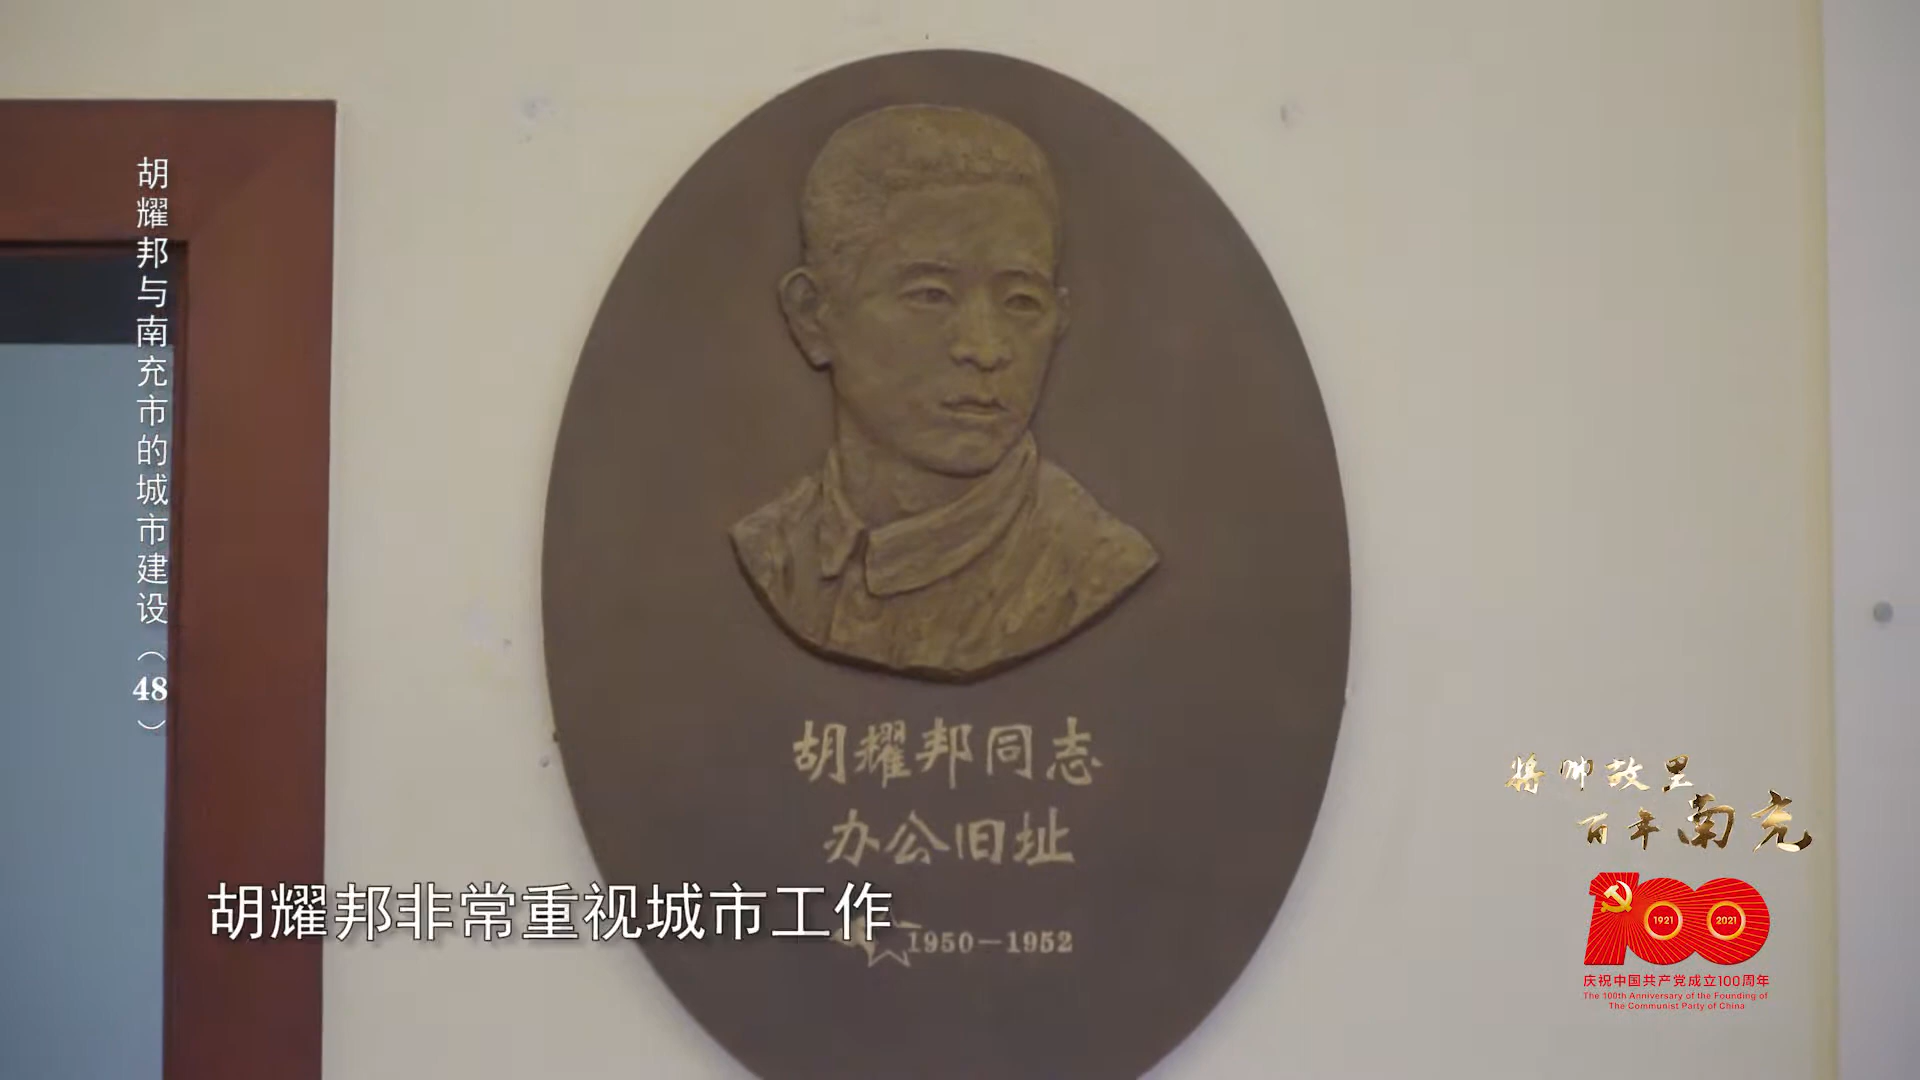 胡耀邦与南充市的城市建设（48）
胡耀邦同志
办公旧址
1950—1952
胡耀邦非常重视城市工作
将帅故里
百年南充
100
1921
2021
庆祝中国共产党成立100周年
The 100th Anniversary of the Founding of
The Communist Party of China